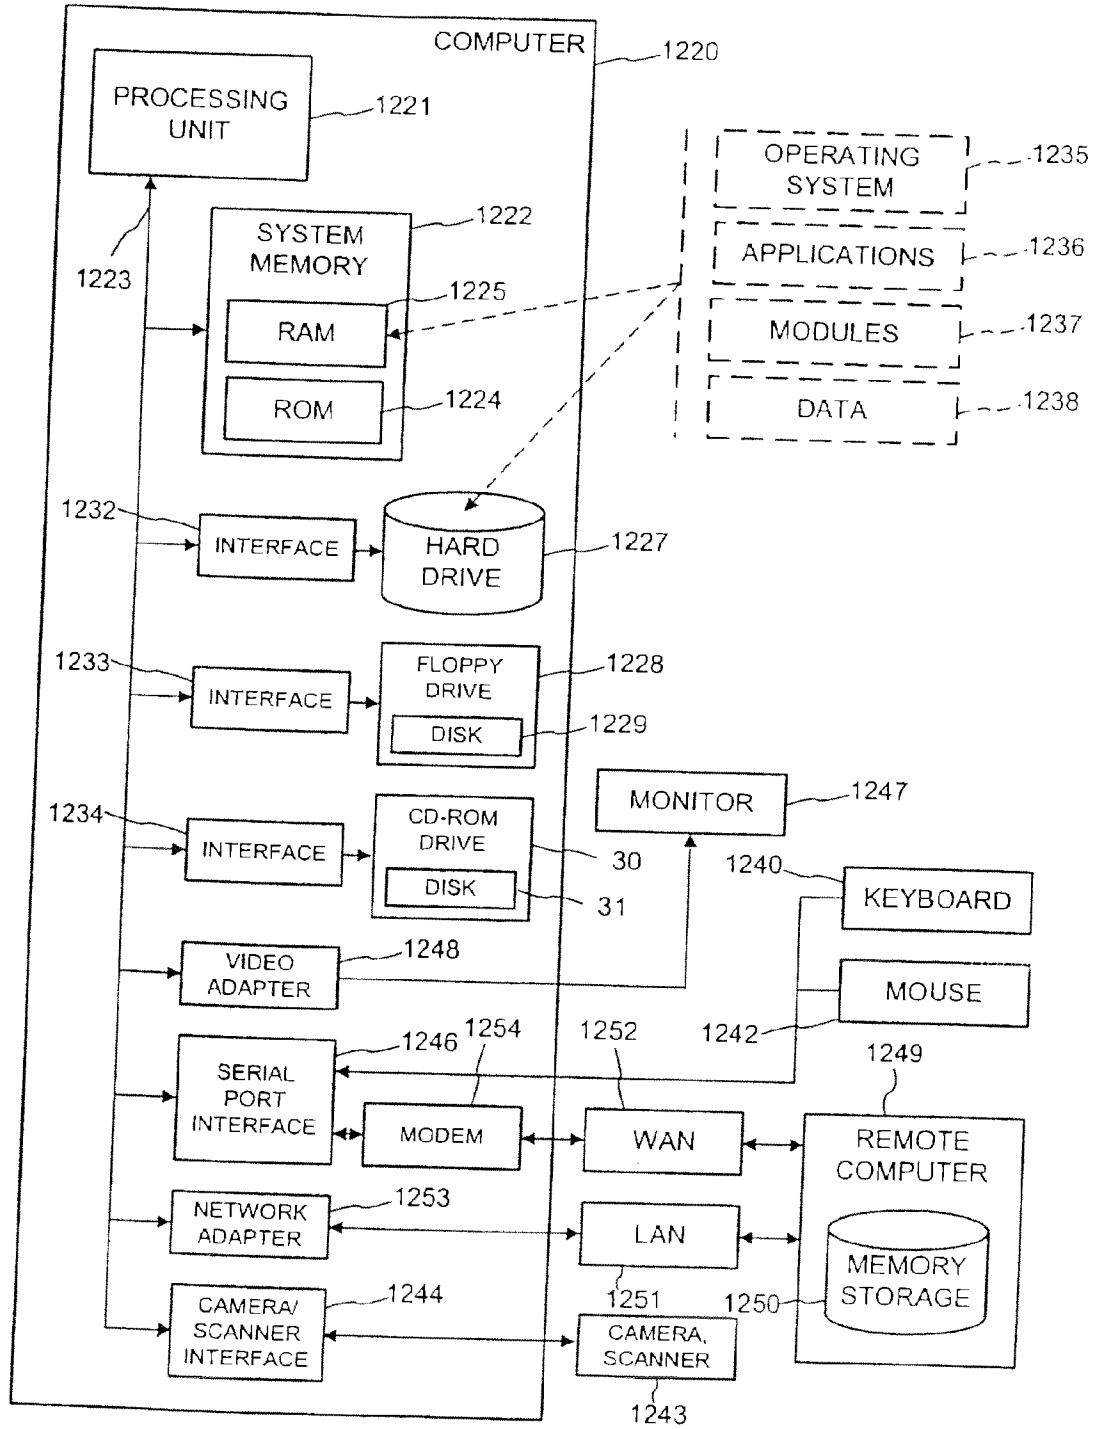 COMPUTER
1220
PROCESSING
UNIT
1221
1223
SYSTEM
MEMORY
1222
RAM
1225
ROM
1224
OPERATING
SYSTEM
1235
APPLICATIONS
1236
MODULES
1237
DATA
1238
1232
INTERFACE
HARD
DRIVE
1227
1233
INTERFACE
FLOPPY
DRIVE
1228
DISK
1229
1234
INTERFACE
CD-ROM
DRIVE
30
DISK
31
MONITOR
1247
1240
KEYBOARD
MOUSE
1242
VIDEO
ADAPTER
1248
SERIAL
PORT
INTERFACE
1246
1254
MODEM
1252
WAN
1249
REMOTE
COMPUTER
NETWORK
ADAPTER
1253
LAN
1251
MEMORY
STORAGE
1250
CAMERA/
SCANNER
INTERFACE
1244
CAMERA,
SCANNER
1243